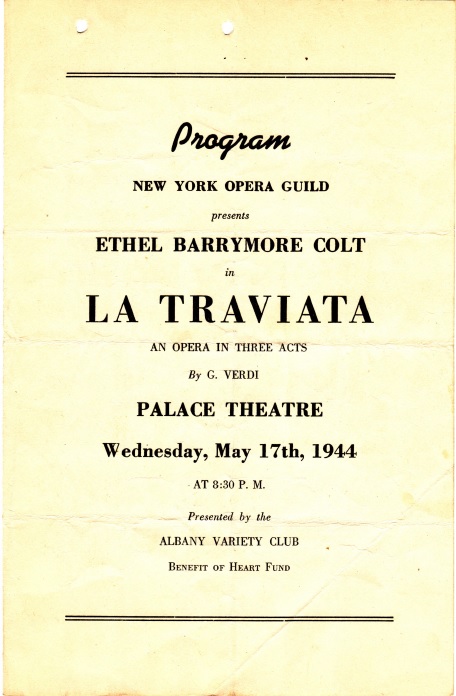 Program
NEW YORK OPERA GUILD
presents
ETHEL BARRYMORE COLT
in
LA TRAVIATA
AN OPERA IN THREE ACTS
By G. VERDI
PALACE THEATRE
Wednesday, May 17th, 1944
AT 8:30 P. M.
Presented by the
ALBANY VARIETY CLUB
BENEFIT OF HEART FUND